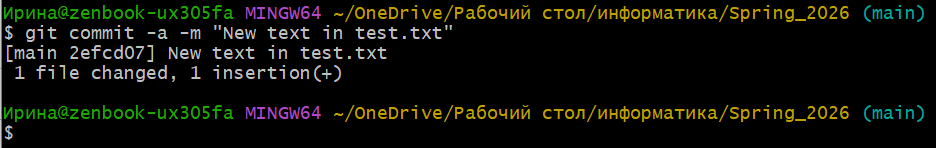 Ирина@zenbook-ux305fa MINGW64 ~/OneDrive/Рабочий стол/информатика/Spring_2026 (main)
$ git commit -a -m "New text in test.txt"
[main 2efcd07] New text in test.txt
 1 file changed, 1 insertion(+)
Ирина@zenbook-ux305fa MINGW64 ~/OneDrive/Рабочий стол/информатика/Spring_2026 (main)
$